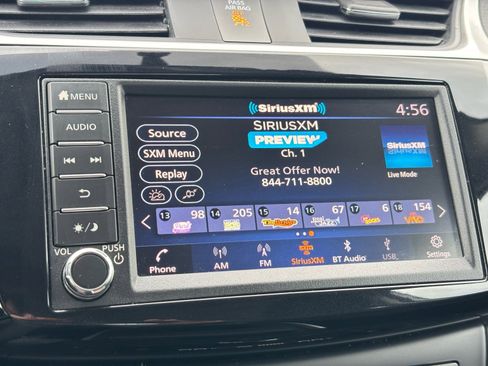 PASS
AIR BAG
MENU
AUDIO
VOL
PUSH
SiriusXM
4:56
Source
SXM Menu
Replay
SIRIUSXM
PREVIEW
Ch. 1
Great Offer Now!
844-711-8800
SiriusXM
Live Mode
13 98
14 205
15 14
16 67
17 6
18 154
Phone
AM
FM
SiriusXM
BT Audio
USB
Settings